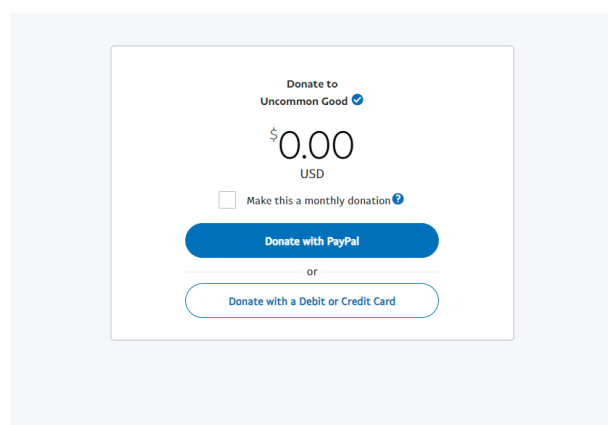 Donate to
Uncommon Good
$0.00
USD
Make this a monthly donation ?
Donate with PayPal
or
Donate with a Debit or Credit Card